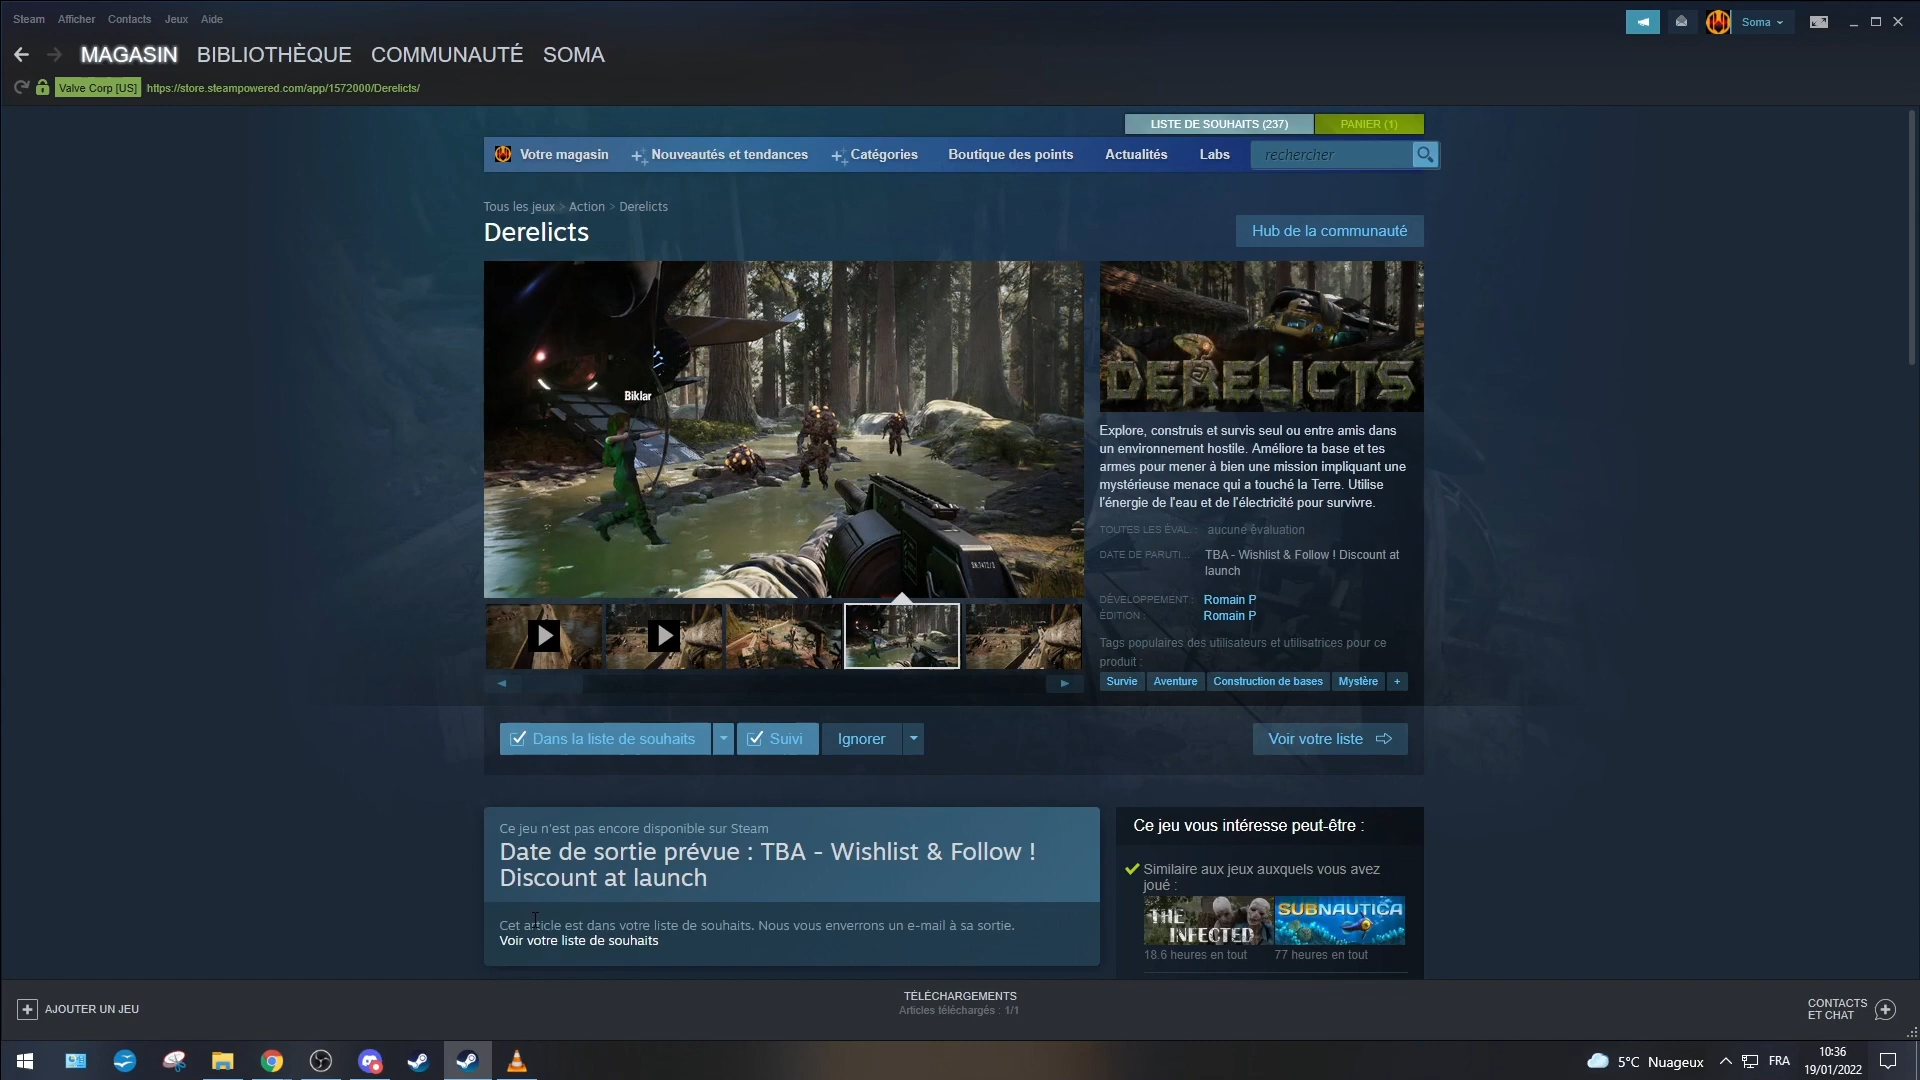 Steam Afficher Contacts Jeux Aide
Soma
MAGASIN BIBLIOTHÈQUE COMMUNAUTÉ SOMA
Valve Corp [US] https://store.steampowered.com/app/1572000/Derelicts/
LISTE DE SOUHAITS (237) PANIER (1)
Votre magasin Nouveautés et tendances Catégories Boutique des points Actualités Labs rechercher
Tous les jeux > Action > Derelicts
Derelicts
Hub de la communauté
Biklar
DERELICTS
Explore, construis et survis seul ou entre amis dans
un environnement hostile. Améliore ta base et tes
armes pour mener à bien une mission impliquant une
mystérieuse menace qui a touché la Terre. Utilise
l'énergie de l'eau et de l'électricité pour survivre.
TOUTES LES ÉVAL. : aucune évaluation
DATE DE PARUTI... TBA - Wishlist & Follow ! Discount at
launch
DÉVELOPPEMENT : Romain P
ÉDITION : Romain P
Tags populaires des utilisateurs et utilisatrices pour ce
produit :
Survie Aventure Construction de bases Mystère +
Dans la liste de souhaits Suivi Ignorer Voir votre liste
Ce jeu n'est pas encore disponible sur Steam
Date de sortie prévue : TBA - Wishlist & Follow !
Discount at launch
Cet article est dans votre liste de souhaits. Nous vous enverrons un e-mail à sa sortie.
Voir votre liste de souhaits
Ce jeu vous intéresse peut-être :
Similaire aux jeux auxquels vous avez
joué :
THE
INFECTED
SUBNAUTICA
18.6 heures en tout 77 heures en tout
AJOUTER UN JEU
TÉLÉCHARGEMENTS
Articles téléchargés : 1/1
CONTACTS
ET CHAT
5°C Nuageux
FRA
10:36
19/01/2022